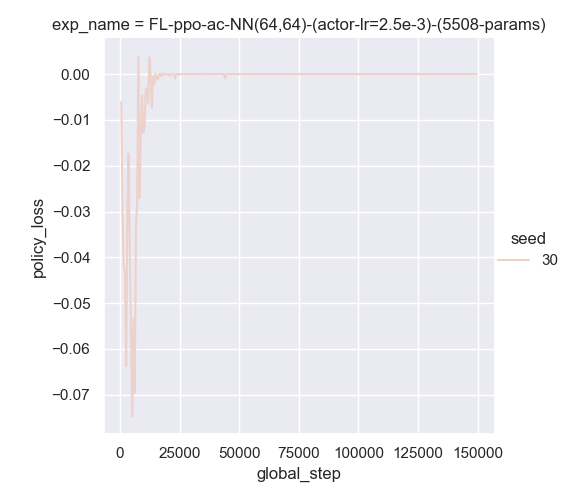 exp_name = FL-ppo-ac-NN(64,64)-(actor-lr=2.5e-3)-(5508-params)
0.00
−0.01
−0.02
−0.03
−0.04
−0.05
−0.06
−0.07
policy_loss
seed
30
0 25000 50000 75000 100000 125000 150000
global_step